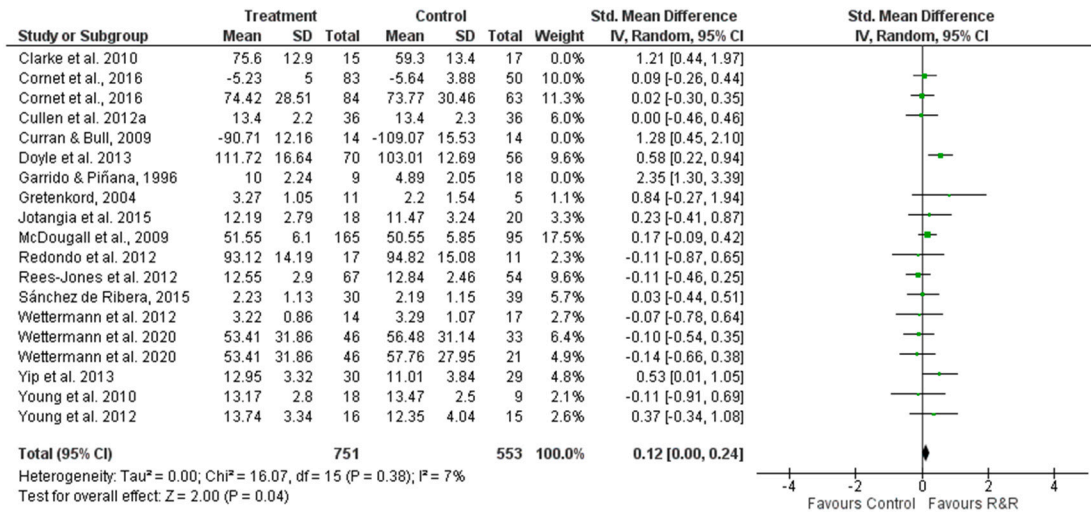 Treatment Control Std. Mean Difference Std. Mean Difference
Study or Subgroup Mean SD Total Mean SD Total Weight IV, Random, 95% CI IV, Random, 95% CI
Clarke et al. 2010 75.6 12.9 15 59.3 13.4 17 0.0% 1.21 [0.44, 1.97]
Cornet et al., 2016 -5.23 5 83 -5.64 3.88 50 10.0% 0.09 [-0.26, 0.44]
Cornet et al., 2016 74.42 28.51 84 73.77 30.46 63 11.3% 0.02 [-0.30, 0.35]
Cullen et al. 2012a 13.4 2.2 36 13.4 2.3 36 6.0% 0.00 [-0.46, 0.46]
Curran & Bull, 2009 -90.71 12.16 14 -109.07 15.53 14 0.0% 1.28 [0.45, 2.10]
Doyle et al. 2013 111.72 16.64 70 103.01 12.69 56 9.6% 0.58 [0.22, 0.94]
Garrido & Piñana, 1996 10 2.24 9 4.89 2.05 18 0.0% 2.35 [1.30, 3.39]
Gretenkord, 2004 3.27 1.05 11 2.2 1.54 5 1.1% 0.84 [-0.27, 1.94]
Jotangia et al. 2015 12.19 2.79 18 11.47 3.24 20 3.3% 0.23 [-0.41, 0.87]
McDougall et al., 2009 51.55 6.1 165 50.55 5.85 95 17.5% 0.17 [-0.09, 0.42]
Redondo et al. 2012 93.12 14.19 17 94.82 15.08 11 2.3% -0.11 [-0.87, 0.65]
Rees-Jones et al. 2012 12.55 2.9 67 12.84 2.46 54 9.6% -0.11 [-0.46, 0.25]
Sánchez de Ribera, 2015 2.23 1.13 30 2.19 1.15 39 5.7% 0.03 [-0.44, 0.51]
Wettermann et al. 2012 3.22 0.86 14 3.29 1.07 17 2.7% -0.07 [-0.78, 0.64]
Wettermann et al. 2020 53.41 31.86 46 56.48 31.14 33 6.4% -0.10 [-0.54, 0.35]
Wettermann et al. 2020 53.41 31.86 46 57.76 27.95 21 4.9% -0.14 [-0.66, 0.38]
Yip et al. 2013 12.95 3.32 30 11.01 3.84 29 4.8% 0.53 [0.01, 1.05]
Young et al. 2010 13.17 2.8 18 13.47 2.5 9 2.1% -0.11 [-0.91, 0.69]
Young et al. 2012 13.74 3.34 16 12.35 4.04 15 2.6% 0.37 [-0.34, 1.08]
Total (95% CI) 751 553 100.0% 0.12 [0.00, 0.24]
Heterogeneity: Tau² = 0.00; Chi² = 16.07, df = 15 (P = 0.38); I² = 7%
Test for overall effect: Z = 2.00 (P = 0.04)
-4 -2 0 2 4
Favours Control Favours R&R